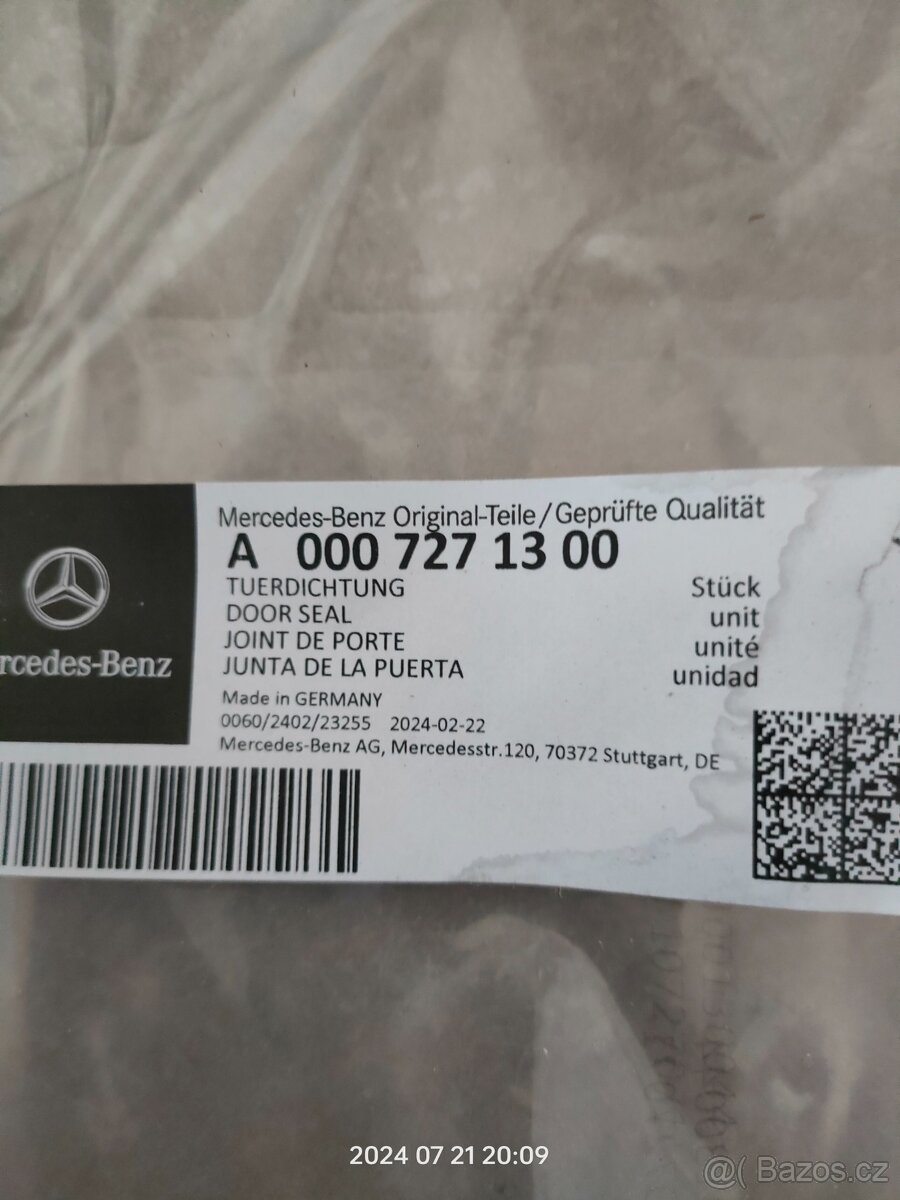 Mercedes-Benz Original-Teile/Geprüfte Qualität
A 000 727 13 00
TUERDICHTUNG Stück
DOOR SEAL unit
JOINT DE PORTE unité
JUNTA DE LA PUERTA unidad
rcedes-Benz
Made in GERMANY
0060/2402/23255 2024-02-22
Mercedes-Benz AG, Mercedesstr.120, 70372 Stuttgart, DE
2024 07 21 20:09
@( Bazos.cz